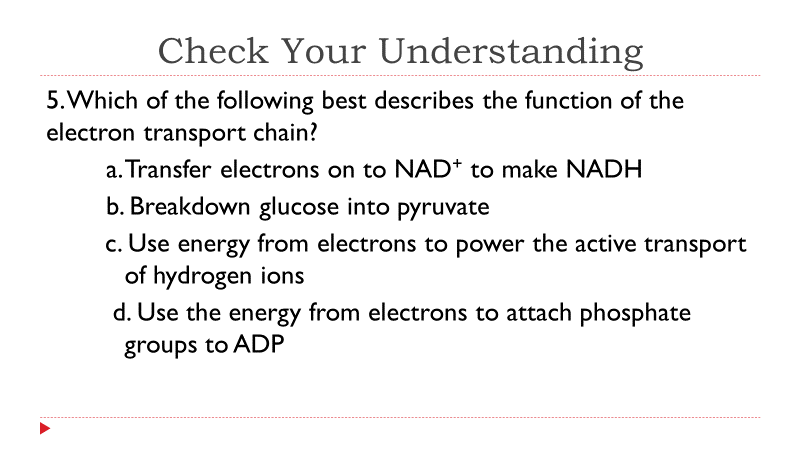 Check Your Understanding
5. Which of the following best describes the function of the
electron transport chain?
a. Transfer electrons on to NAD⁺ to make NADH
b. Breakdown glucose into pyruvate
c. Use energy from electrons to power the active transport
of hydrogen ions
d. Use the energy from electrons to attach phosphate
groups to ADP